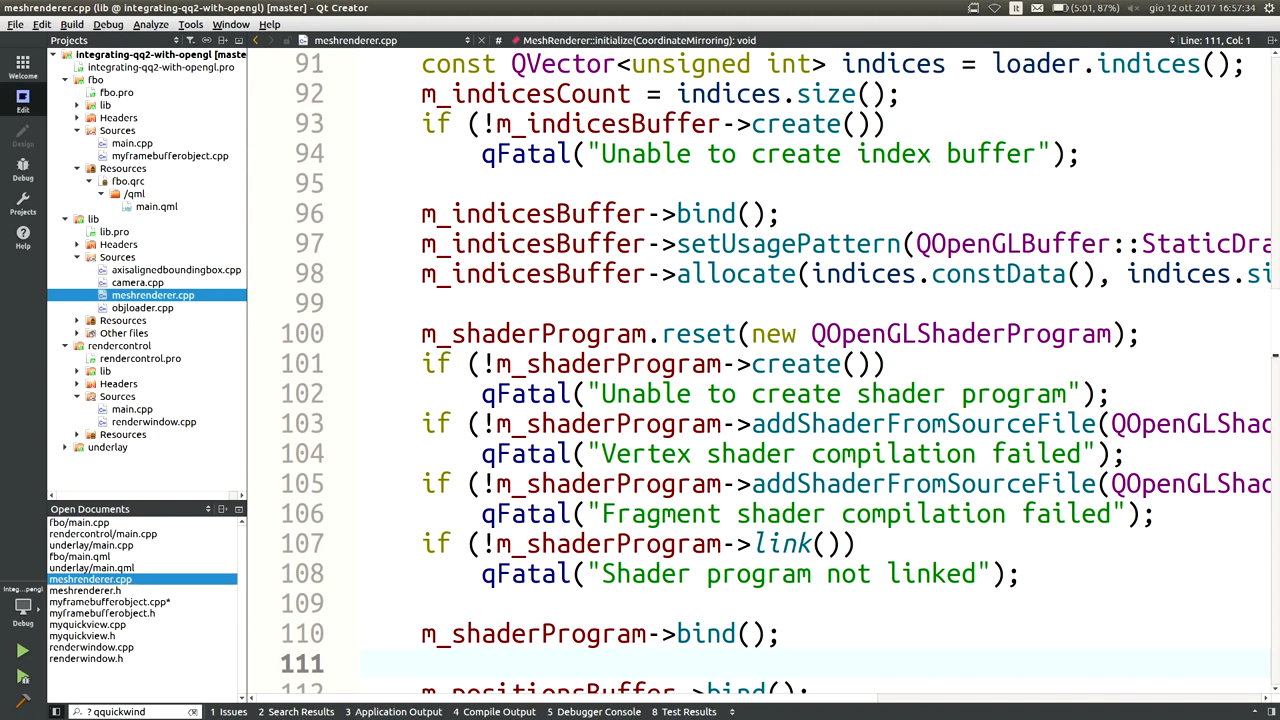 meshrenderer.cpp (lib @ integrating-qq2-with-opengl) [master] - Qt Creator
It
(5:01, 87%)
gio 12 ott 2017 16:57:34
File Edit Build Debug Analyze Tools Window Help
Projects
meshrenderer.cpp
# MeshRenderer::initialize(CoordinateMirroring): void
Line: 111, Col: 1
Welcome
Edit
Design
Debug
Projects
Help
integrating-qq2-with-opengl [maste
integrating-qq2-with-opengl.pro
fbo
fbo.pro
lib
Headers
Sources
main.cpp
myframebufferobject.cpp
Resources
fbo.qrc
/qml
main.qml
lib
lib.pro
Headers
Sources
axisalignedboundingbox.cpp
camera.cpp
meshrenderer.cpp
objloader.cpp
Resources
Other files
rendercontrol
rendercontrol.pro
lib
Headers
Sources
main.cpp
renderwindow.cpp
Resources
underlay
Open Documents
fbo/main.cpp
rendercontrol/main.cpp
underlay/main.cpp
fbo/main.qml
underlay/main.qml
meshrenderer.cpp
meshrenderer.h
myframebufferobject.cpp*
myframebufferobject.h
myquickview.cpp
myquickview.h
renderwindow.cpp
renderwindow.h
Integ...pengl
Debug
91 const QVector<unsigned int> indices = loader.indices();
92 m_indicesCount = indices.size();
93 if (!m_indicesBuffer->create())
94 qFatal("Unable to create index buffer");
95
96 m_indicesBuffer->bind();
97 m_indicesBuffer->setUsagePattern(QOpenGLBuffer::StaticDra
98 m_indicesBuffer->allocate(indices.constData(), indices.si
99
100 m_shaderProgram.reset(new QOpenGLShaderProgram);
101 if (!m_shaderProgram->create())
102 qFatal("Unable to create shader program");
103 if (!m_shaderProgram->addShaderFromSourceFile(QOpenGLShad
104 qFatal("Vertex shader compilation failed");
105 if (!m_shaderProgram->addShaderFromSourceFile(QOpenGLShad
106 qFatal("Fragment shader compilation failed");
107 if (!m_shaderProgram->link())
108 qFatal("Shader program not linked");
109
110 m_shaderProgram->bind();
111
112 m_positionsBuffer->bind();
? qquickwind
1 Issues 2 Search Results 3 Application Output 4 Compile Output 5 Debugger Console 8 Test Results